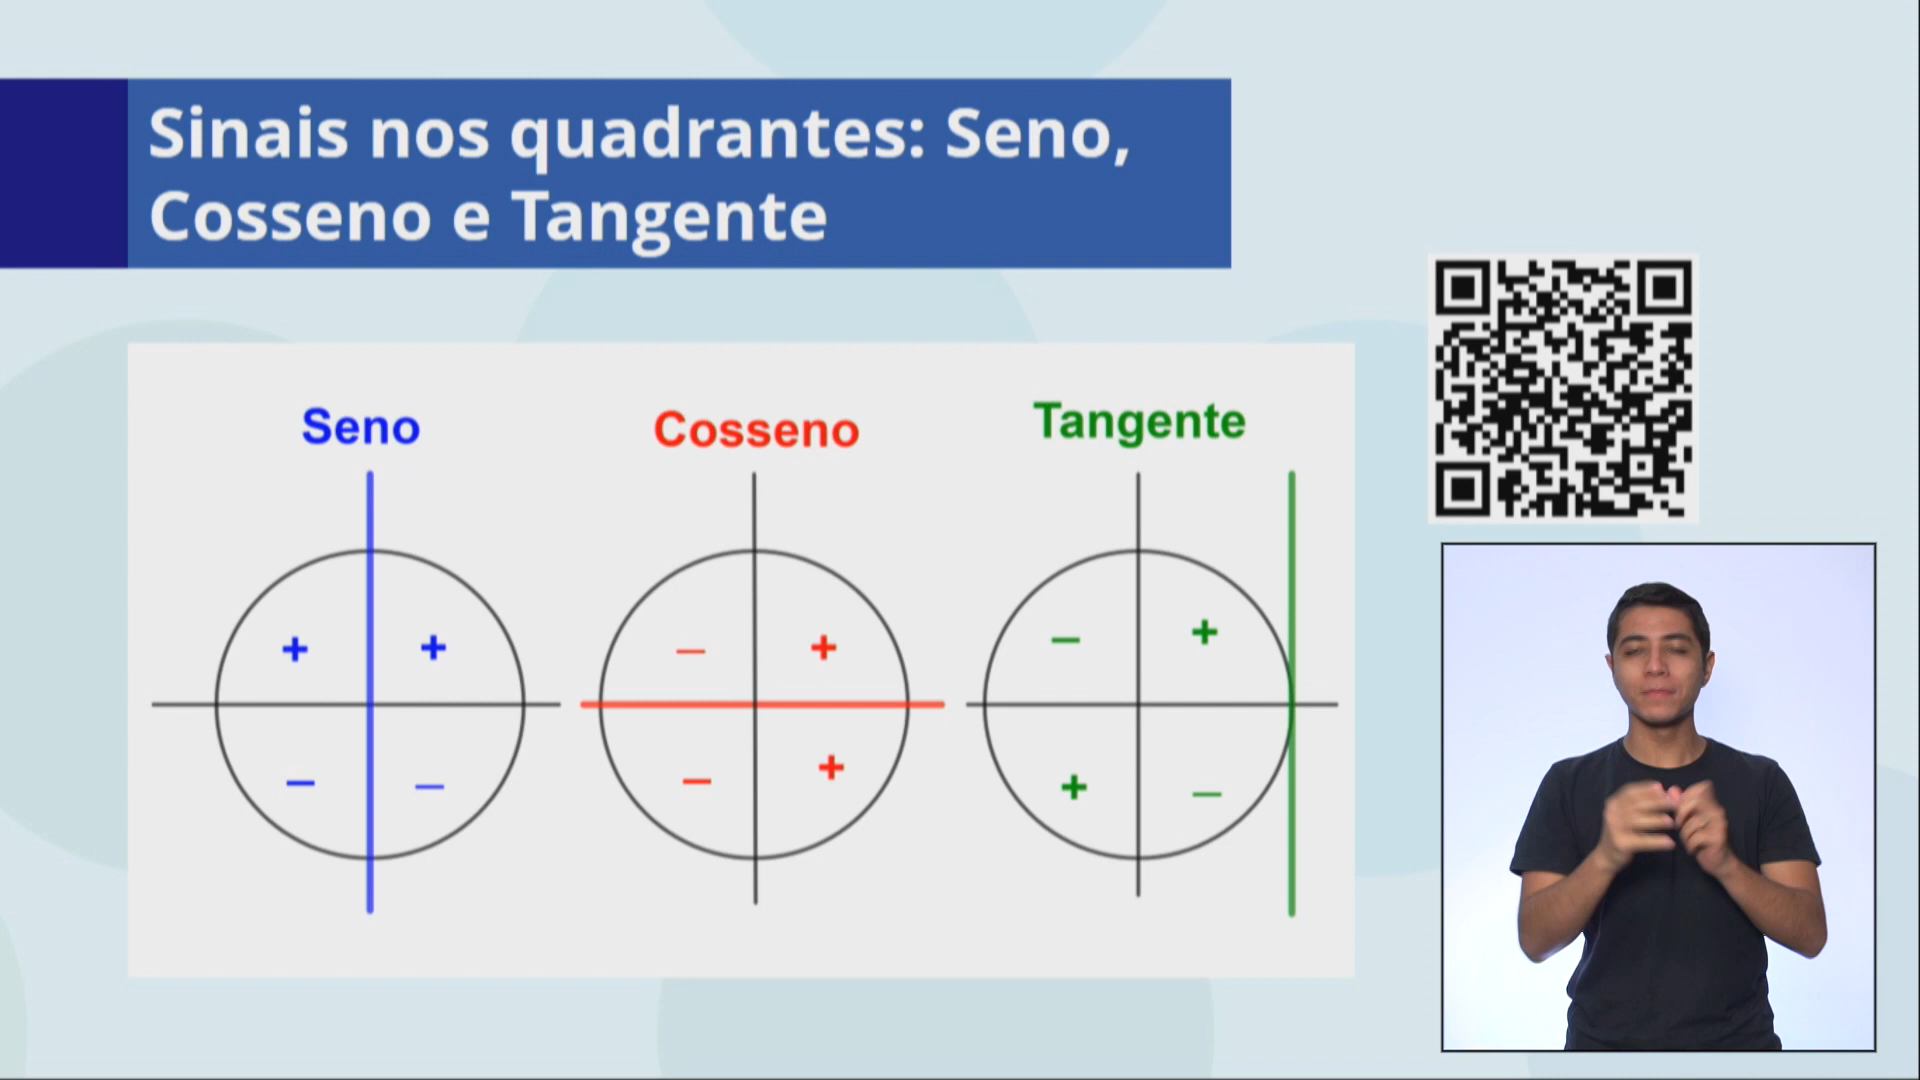 Sinais nos quadrantes: Seno,
Cosseno e Tangente
Seno
Cosseno
Tangente
+ +
− −
− +
− +
− +
+ −